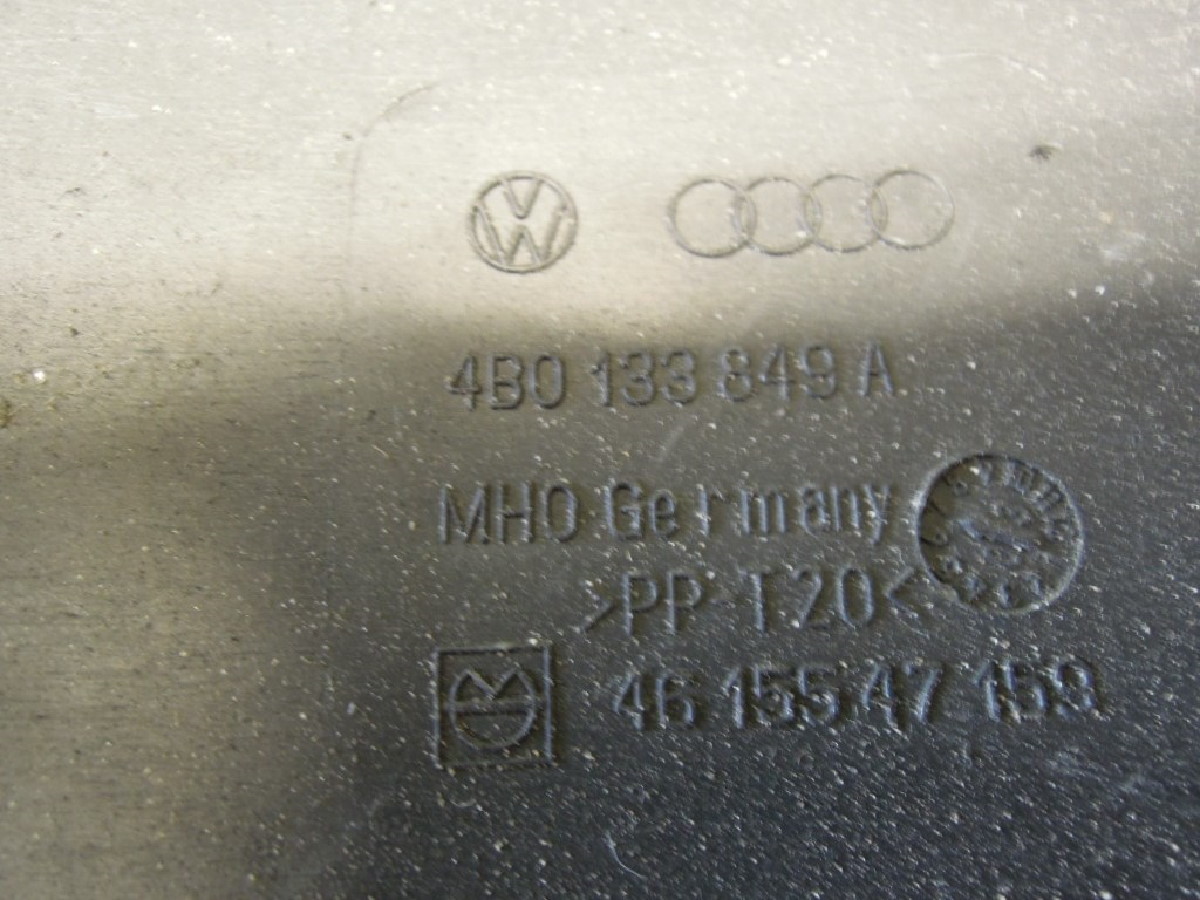 4B0 133 849 A
MHO Germany
>PP-T20<
46 155 47 159